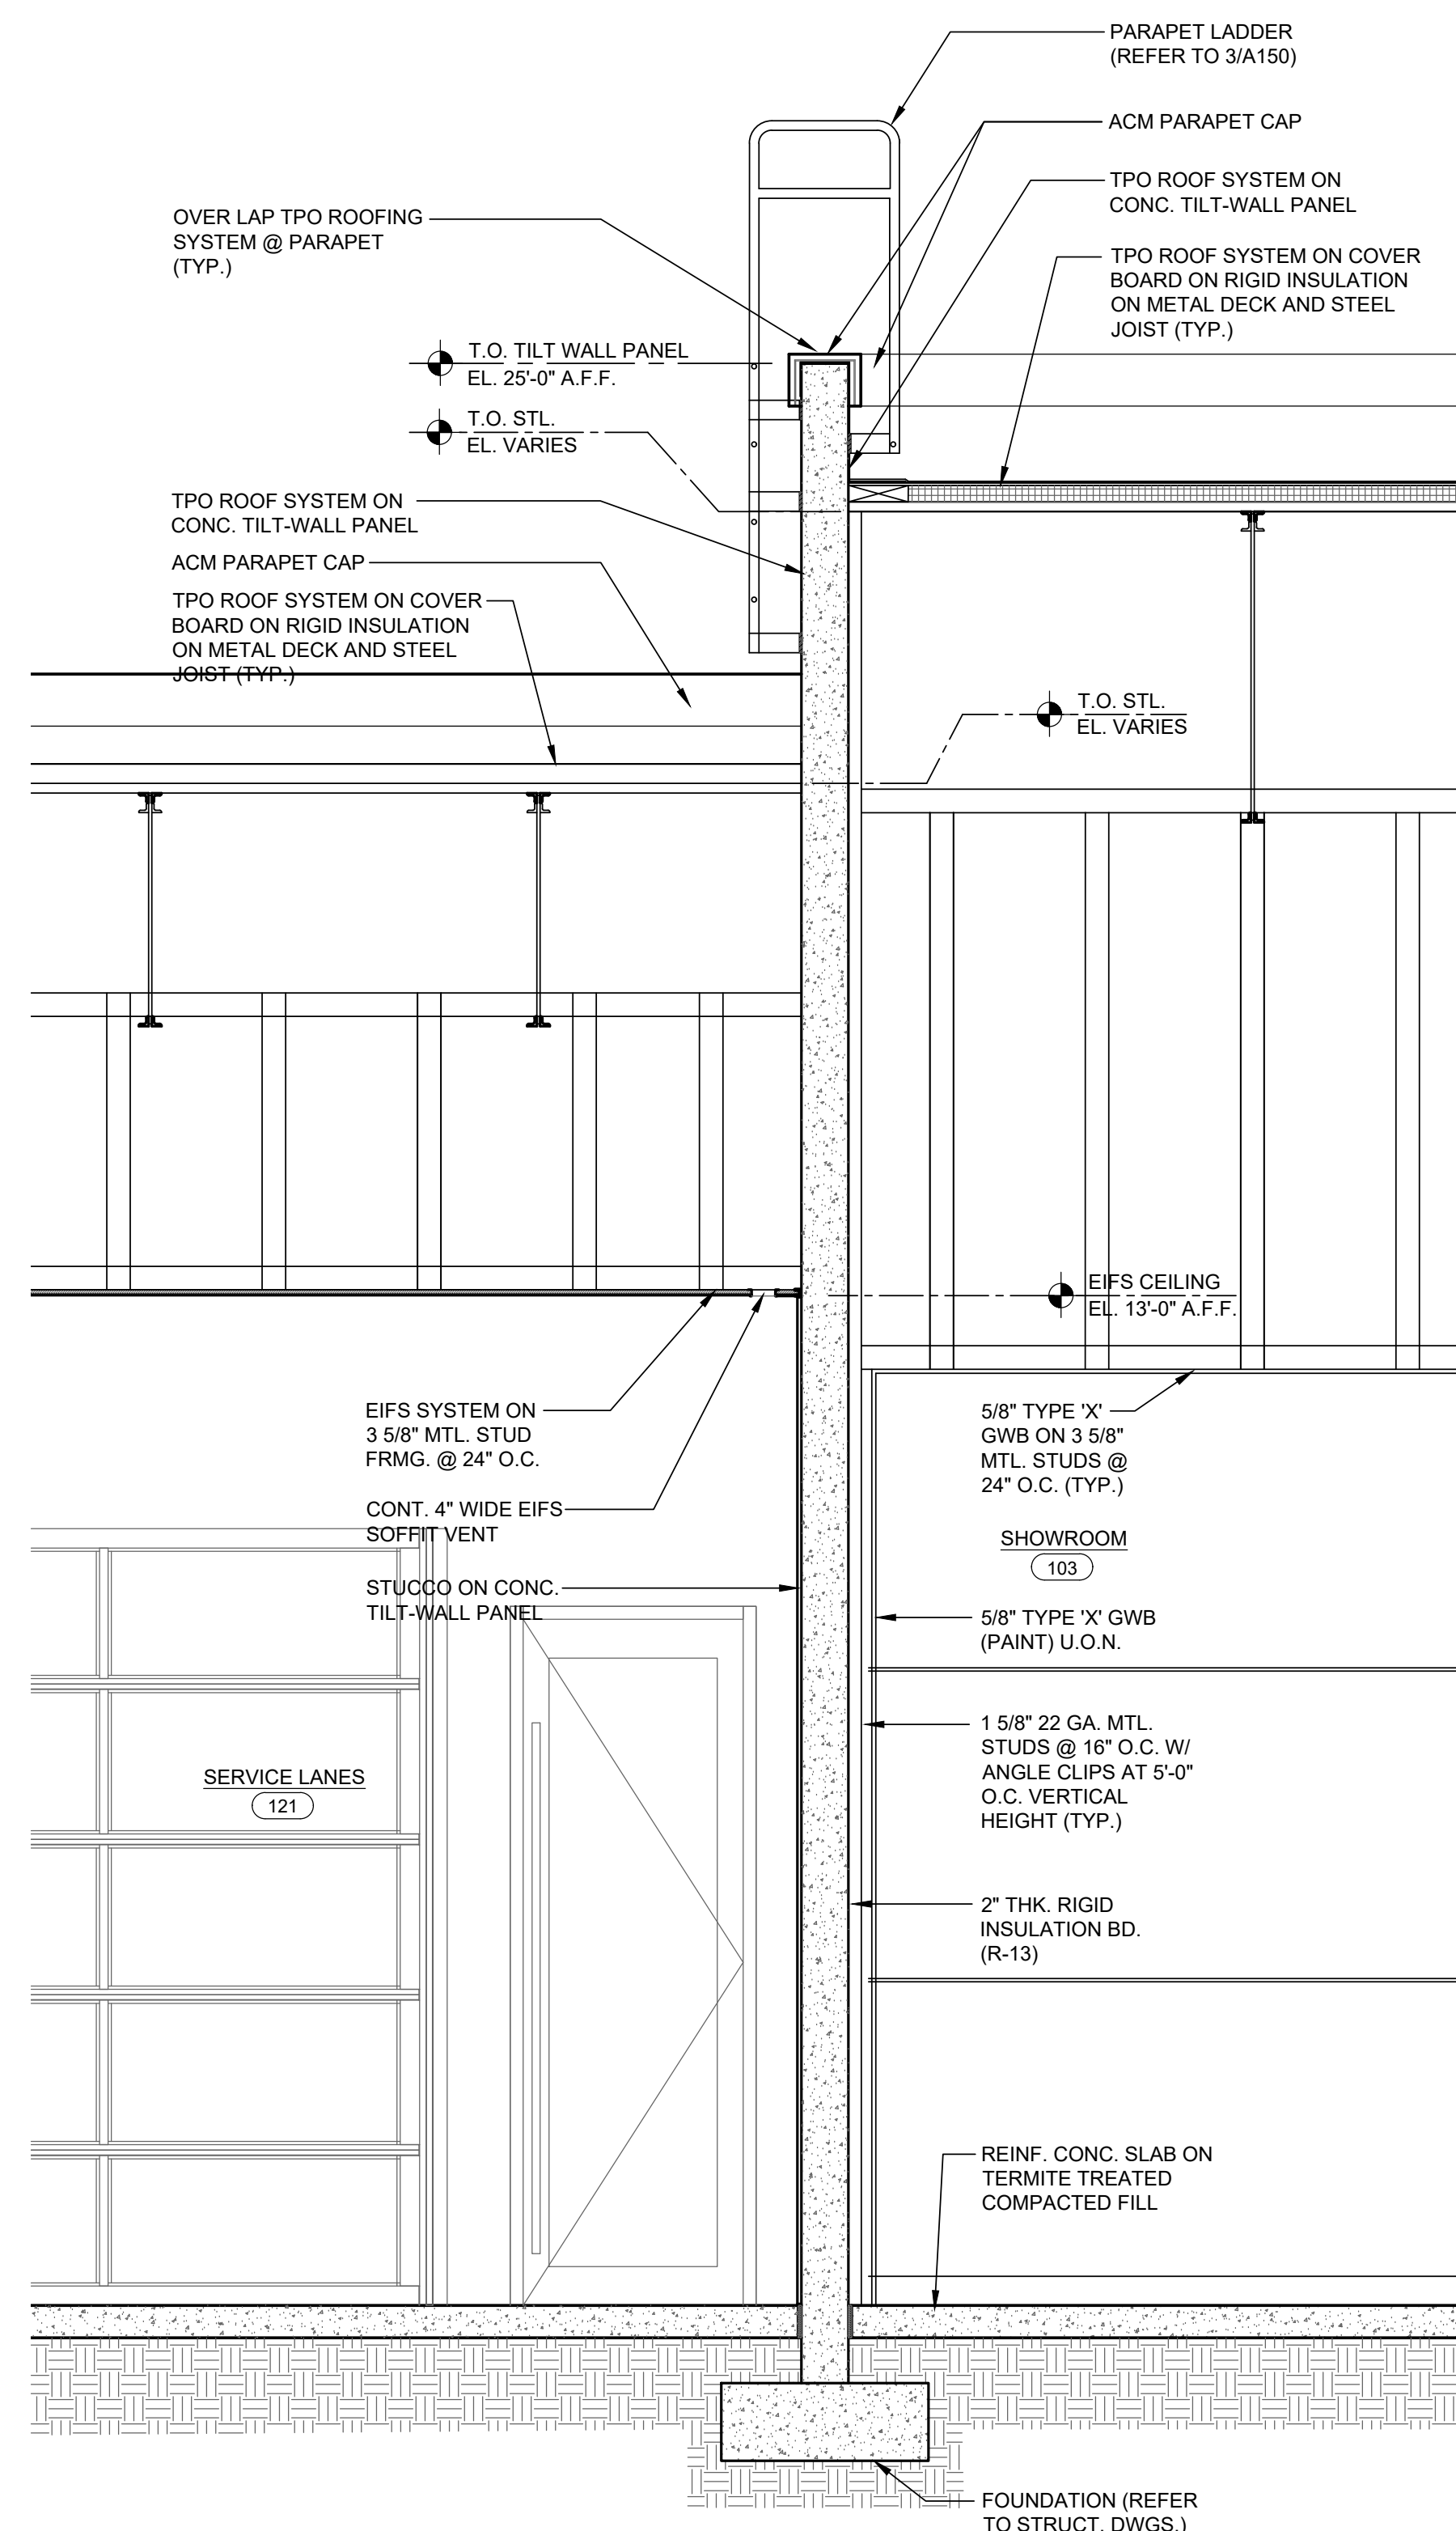 PARAPET LADDER
(REFER TO 3/A150)
ACM PARAPET CAP
TPO ROOF SYSTEM ON
CONC. TILT-WALL PANEL
TPO ROOF SYSTEM ON COVER
BOARD ON RIGID INSULATION
ON METAL DECK AND STEEL
JOIST (TYP.)
OVER LAP TPO ROOFING
SYSTEM @ PARAPET
(TYP.)
T.O. TILT WALL PANEL
EL. 25'-0" A.F.F.
T.O. STL.
EL. VARIES
TPO ROOF SYSTEM ON
CONC. TILT-WALL PANEL
ACM PARAPET CAP
TPO ROOF SYSTEM ON COVER
BOARD ON RIGID INSULATION
ON METAL DECK AND STEEL
JOIST (TYP.)
T.O. STL.
EL. VARIES
EIFS CEILING
EL. 13'-0" A.F.F.
EIFS SYSTEM ON
3 5/8" MTL. STUD
FRMG. @ 24" O.C.
CONT. 4" WIDE EIFS
SOFFIT VENT
STUCCO ON CONC.
TILT-WALL PANEL
5/8" TYPE 'X'
GWB ON 3 5/8"
MTL. STUDS @
24" O.C. (TYP.)
SHOWROOM
103
5/8" TYPE 'X' GWB
(PAINT) U.O.N.
1 5/8" 22 GA. MTL.
STUDS @ 16" O.C. W/
ANGLE CLIPS AT 5'-0"
O.C. VERTICAL
HEIGHT (TYP.)
SERVICE LANES
121
2" THK. RIGID
INSULATION BD.
(R-13)
REINF. CONC. SLAB ON
TERMITE TREATED
COMPACTED FILL
FOUNDATION (REFER
TO STRUCT. DWGS.)